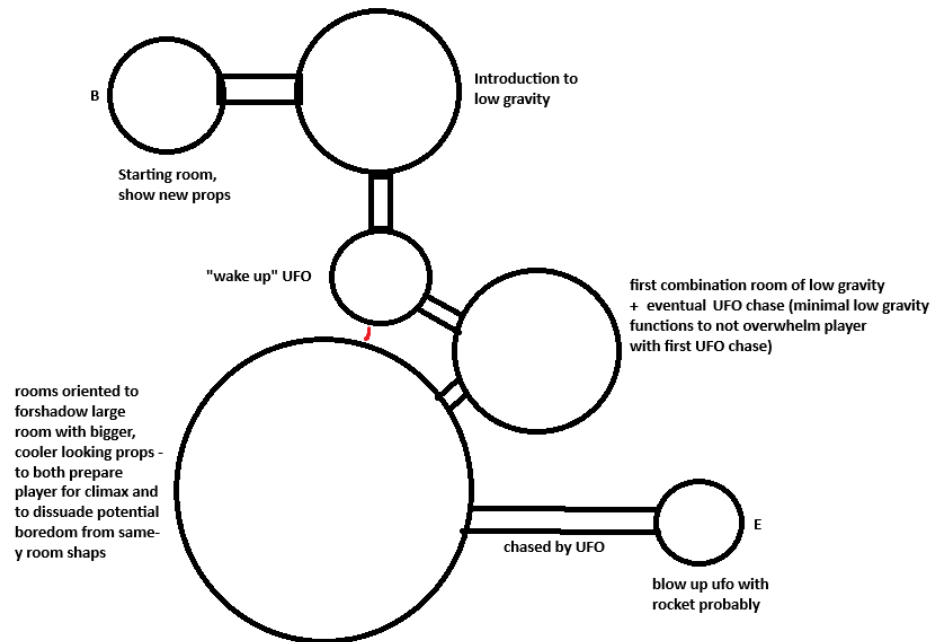 B
Introduction to
low gravity
Starting room,
show new props
"wake up" UFO
first combination room of low gravity
+ eventual UFO chase (minimal low gravity
functions to not overwhelm player
with first UFO chase)
rooms oriented to
forshadow large
room with bigger,
cooler looking props -
to both prepare
player for climax and
to dissuade potential
boredom from same-
y room shaps
chased by UFO
E
blow up ufo with
rocket probably